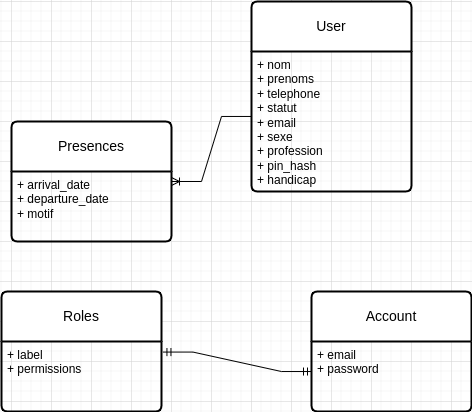 User
+ nom
+ prenoms
+ telephone
+ statut
+ email
+ sexe
+ profession
+ pin_hash
+ handicap
Presences
+ arrival_date
+ departure_date
+ motif
Roles
+ label
+ permissions
Account
+ email
+ password